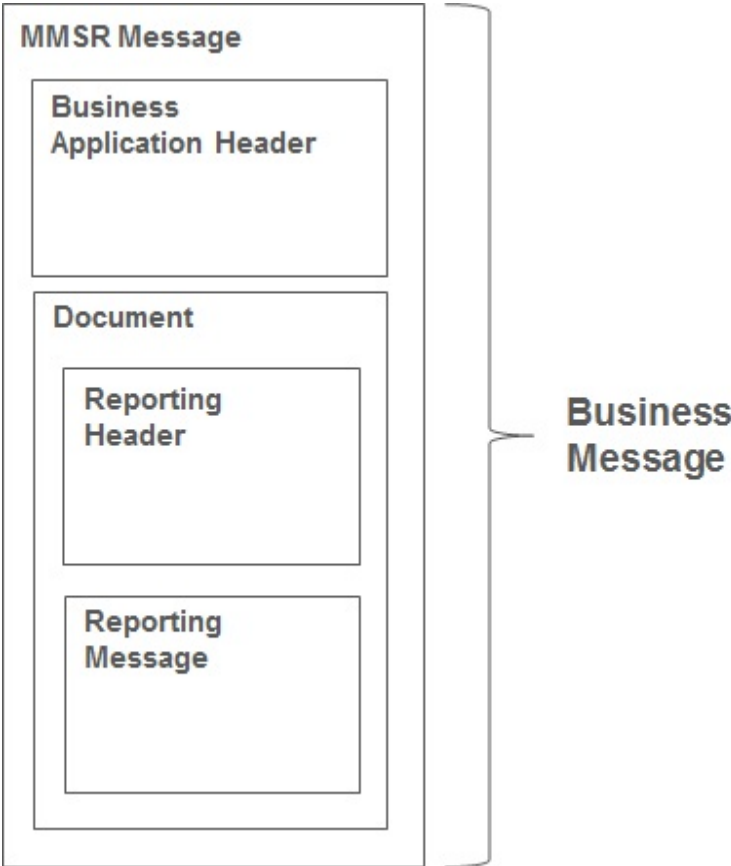 MMSR Message
Business
Application Header
Document
Reporting
Header
Reporting
Message
Business
Message